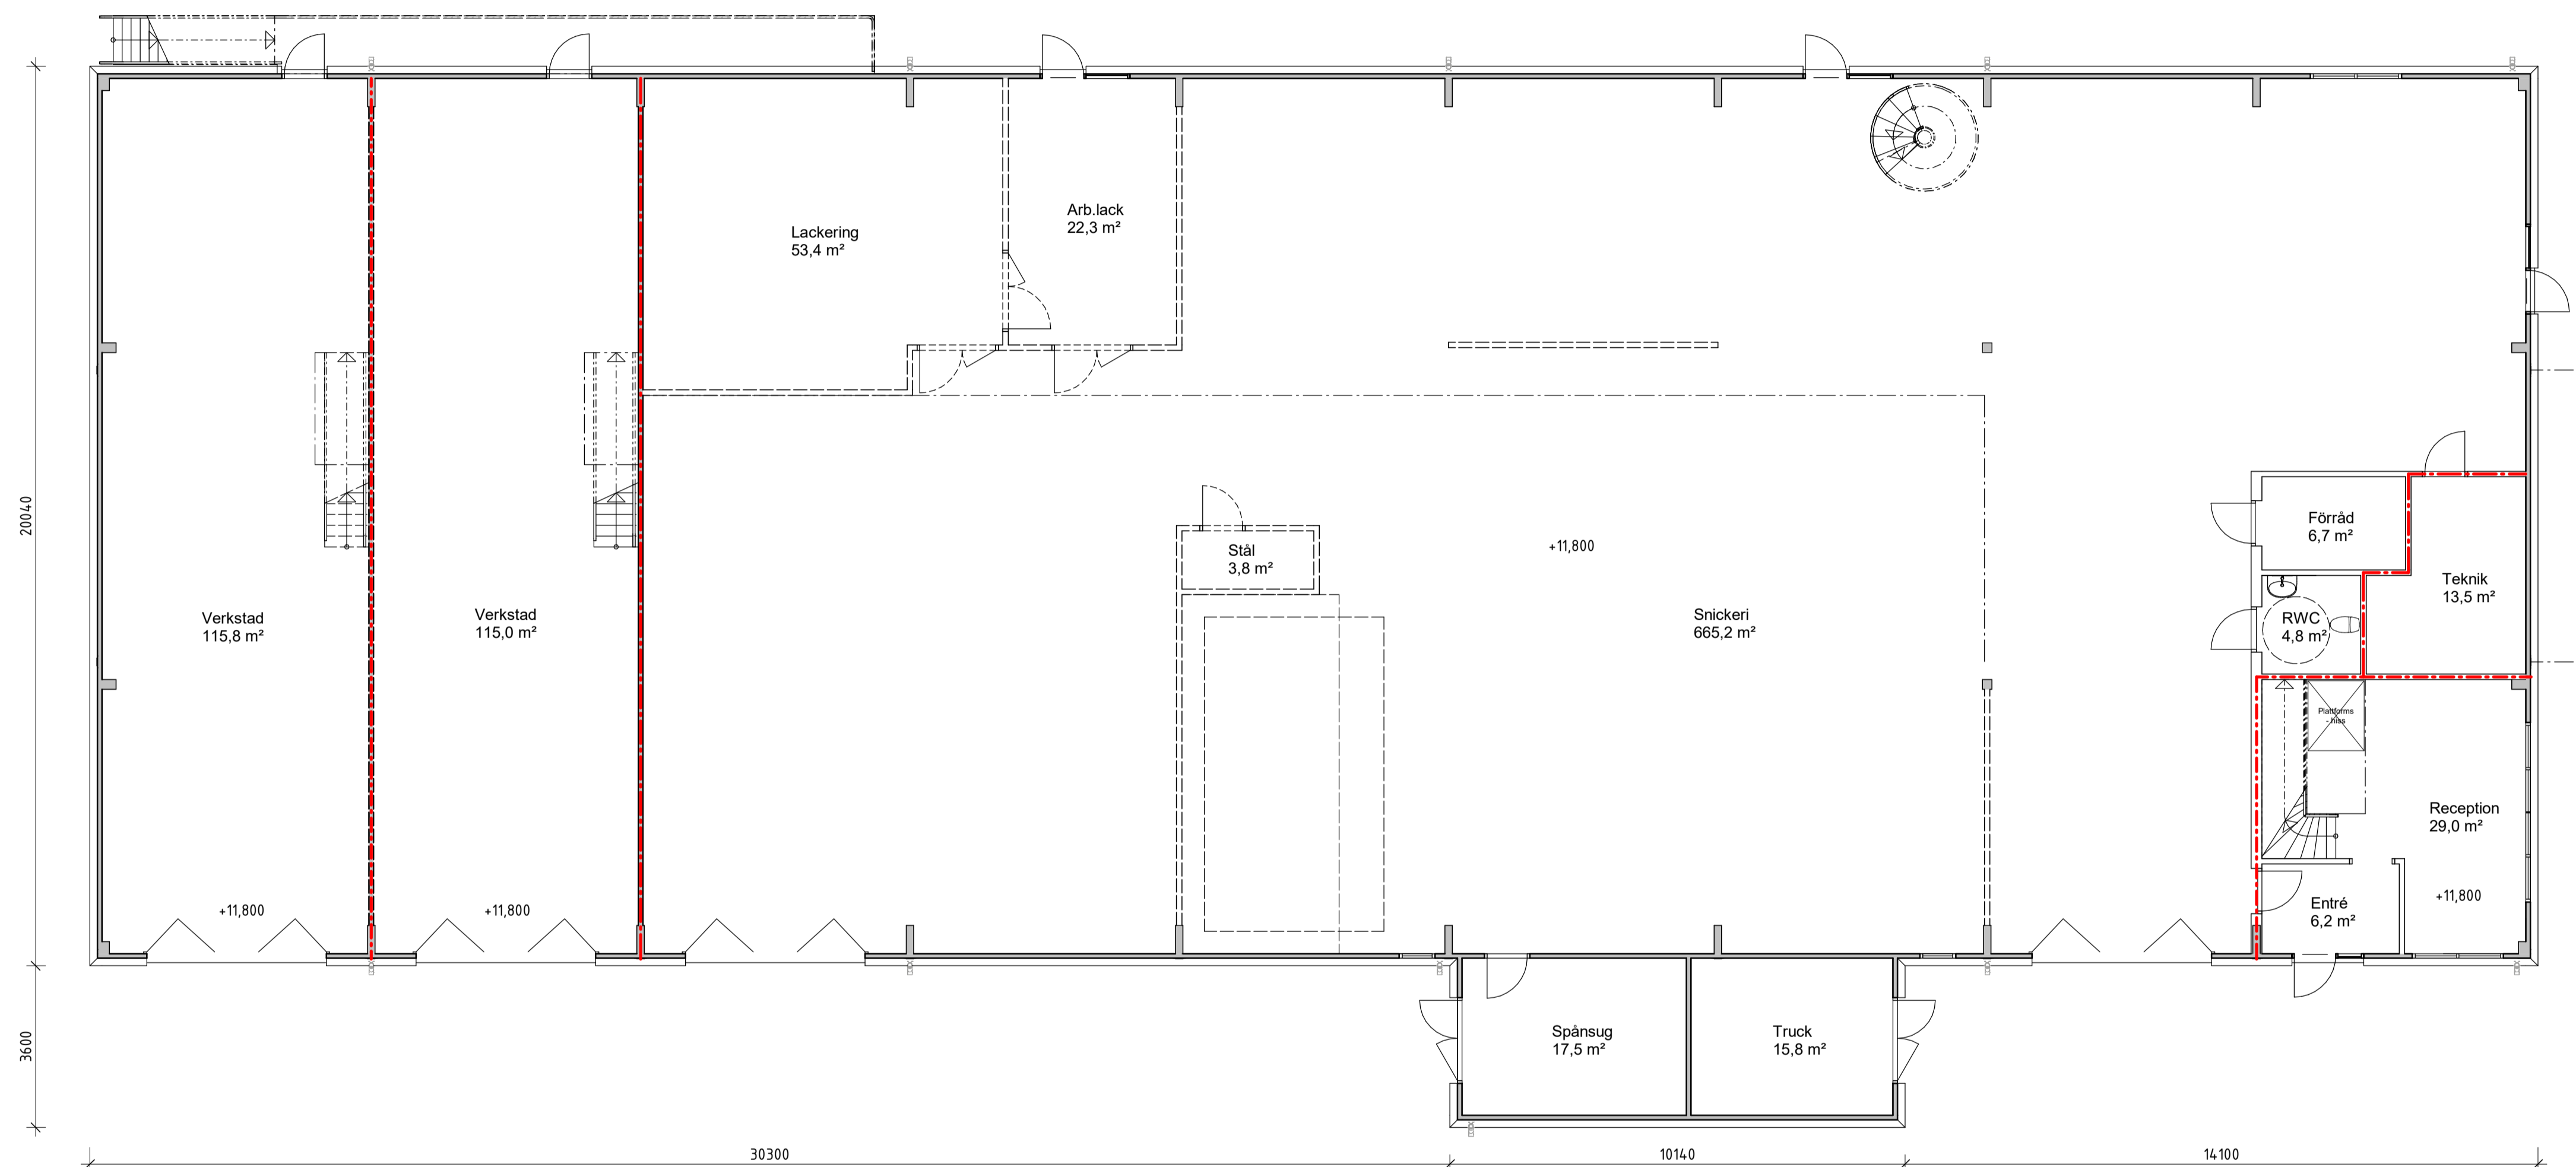 Arb.lack
22,3 m²
Lackering
53,4 m²
20040
Förråd
6,7 m²
+11,800
Stål
3,8 m²
Teknik
13,5 m²
Verkstad
115,8 m²
Verkstad
115,0 m²
Snickeri
665,2 m²
RWC
4,8 m²
Plattforms
- hiss
Reception
29,0 m²
+11,800
+11,800
+11,800
Entré
6,2 m²
3600
Spånsug
17,5 m²
Truck
15,8 m²
30300
10140
14100